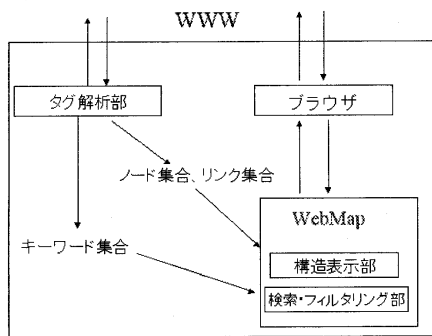 WWW
タグ解析部
ブラウザ
ノード集合、リンク集合
WebMap
キーワード集合
構造表示部
検索・フィルタリング部